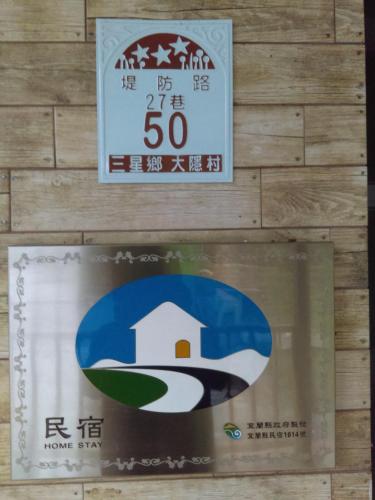 堤防路
27巷
50
三星鄉 大隱村
民宿
HOME STAY
宜蘭縣政府製作
宜蘭縣民宿1614號